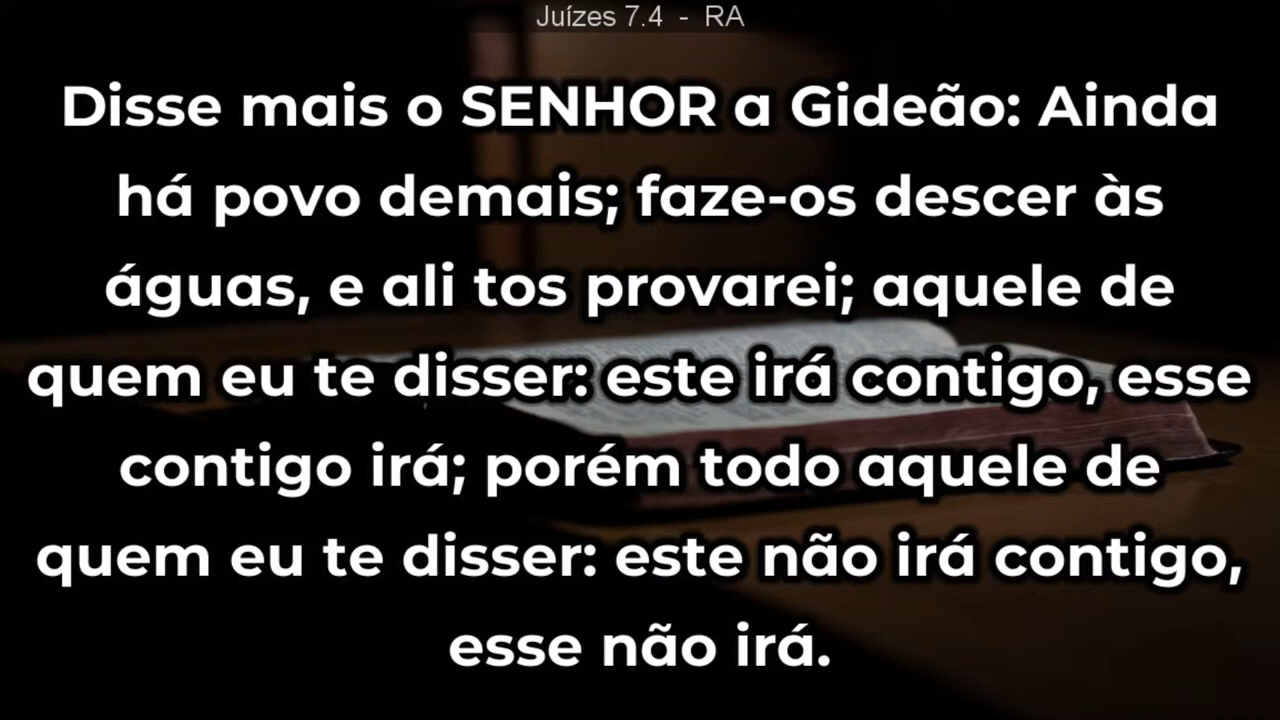 Juízes 7.4 - RA
Disse mais o SENHOR a Gideão: Ainda
há povo demais; faze-os descer às
águas, e ali tos provarei; aquele de
quem eu te disser: este irá contigo, esse
contigo irá; porém todo aquele de
quem eu te disser: este não irá contigo,
esse não irá.